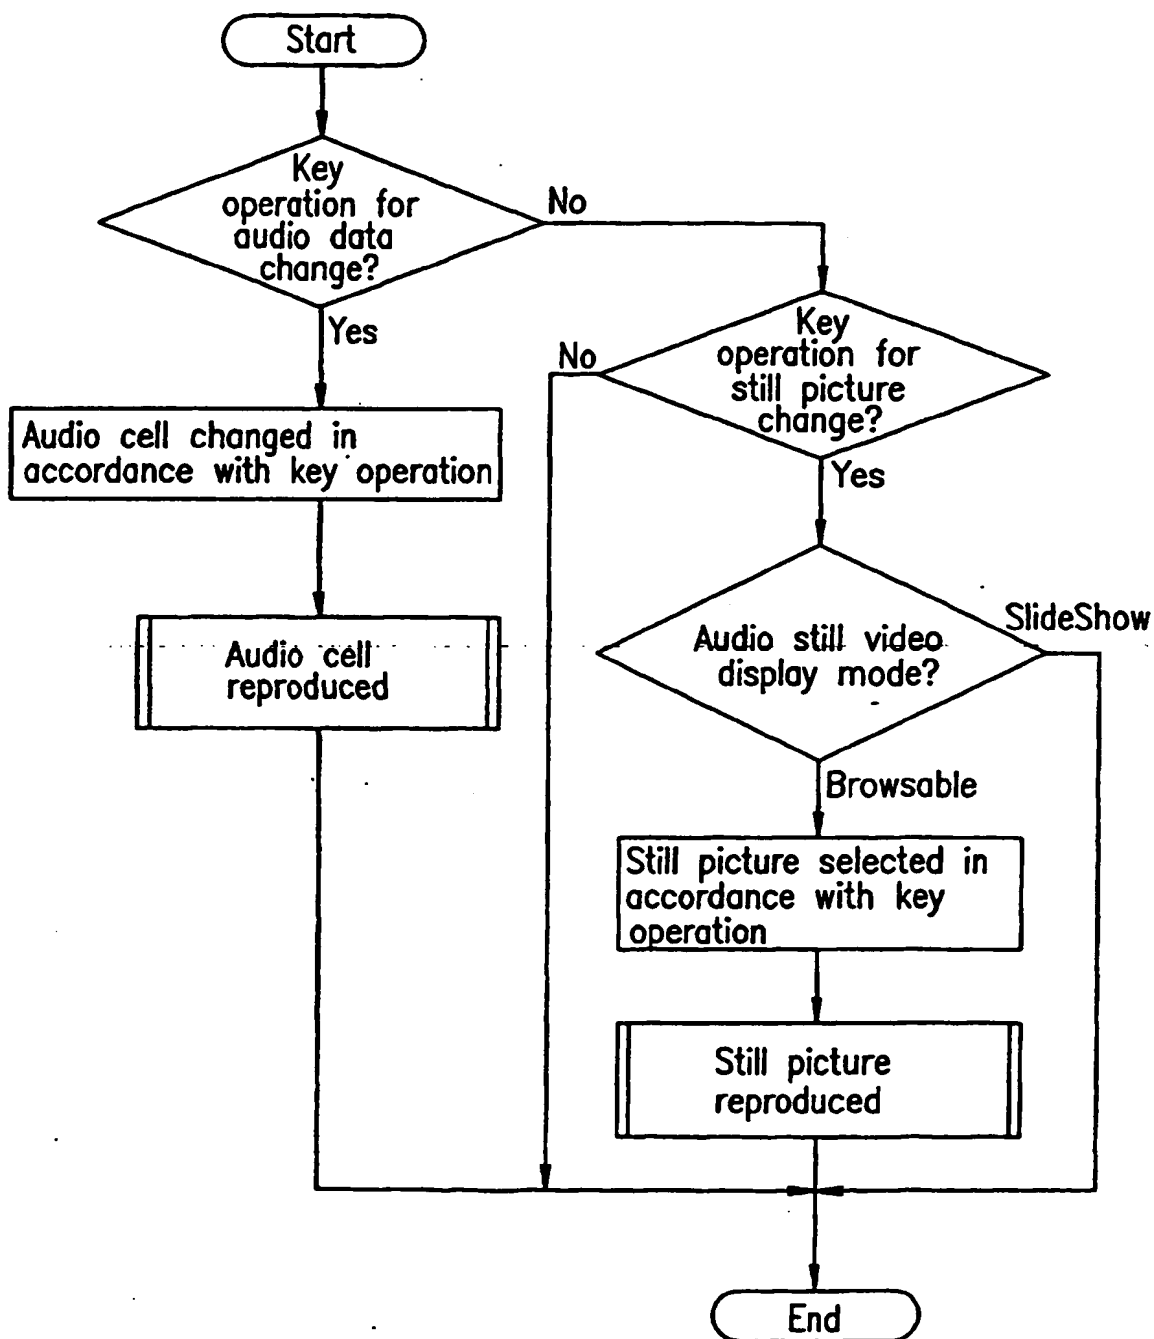 Start
Key
operation for
audio data
change?
No
Yes
Key
operation for
still picture
change?
No
Yes
Audio cell changed in
accordance with key operation
Audio cell
reproduced
Audio still video
display mode?
SlideShow
Browsable
Still picture selected in
accordance with key
operation
Still picture
reproduced
End